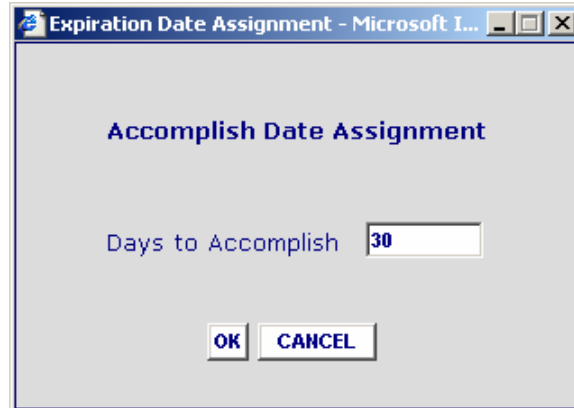 Expiration Date Assignment - Microsoft I...
Accomplish Date Assignment
Days to Accomplish 30
OK CANCEL